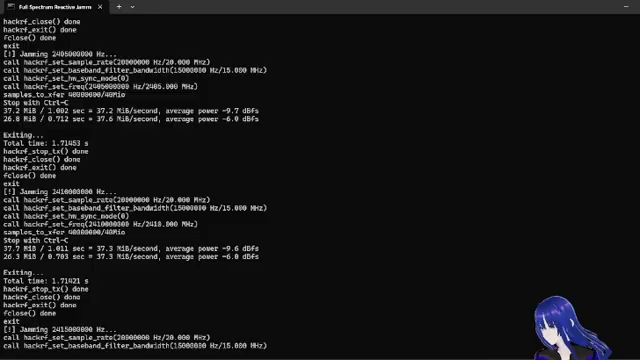 Full Spectrum Reactive Jamm
hackrf_close() done
hackrf_exit() done
fclose() done
exit
[!] Jamming 2405000000 Hz...
call hackrf_set_sample_rate(20000000 Hz/20.000 MHz)
call hackrf_set_baseband_filter_bandwidth(15000000 Hz/15.000 MHz)
call hackrf_set_hw_sync_mode(0)
call hackrf_set_freq(2405000000 Hz/2405.000 MHz)
samples_to_xfer 40000000/40Mio
Stop with Ctrl-C
37.2 MiB / 1.002 sec = 37.2 MiB/second, average power -9.7 dBfs
26.8 MiB / 0.712 sec = 37.6 MiB/second, average power -6.0 dBfs
Exiting...
Total time: 1.71453 s
hackrf_stop_tx() done
hackrf_close() done
hackrf_exit() done
fclose() done
exit
[!] Jamming 2410000000 Hz...
call hackrf_set_sample_rate(20000000 Hz/20.000 MHz)
call hackrf_set_baseband_filter_bandwidth(15000000 Hz/15.000 MHz)
call hackrf_set_hw_sync_mode(0)
call hackrf_set_freq(2410000000 Hz/2410.000 MHz)
samples_to_xfer 40000000/40Mio
Stop with Ctrl-C
37.7 MiB / 1.011 sec = 37.3 MiB/second, average power -9.6 dBfs
26.3 MiB / 0.703 sec = 37.3 MiB/second, average power -6.0 dBfs
Exiting...
Total time: 1.71421 s
hackrf_stop_tx() done
hackrf_close() done
hackrf_exit() done
fclose() done
exit
[!] Jamming 2415000000 Hz...
call hackrf_set_sample_rate(20000000 Hz/20.000 MHz)
call hackrf_set_baseband_filter_bandwidth(15000000 Hz/15.000 MHz)